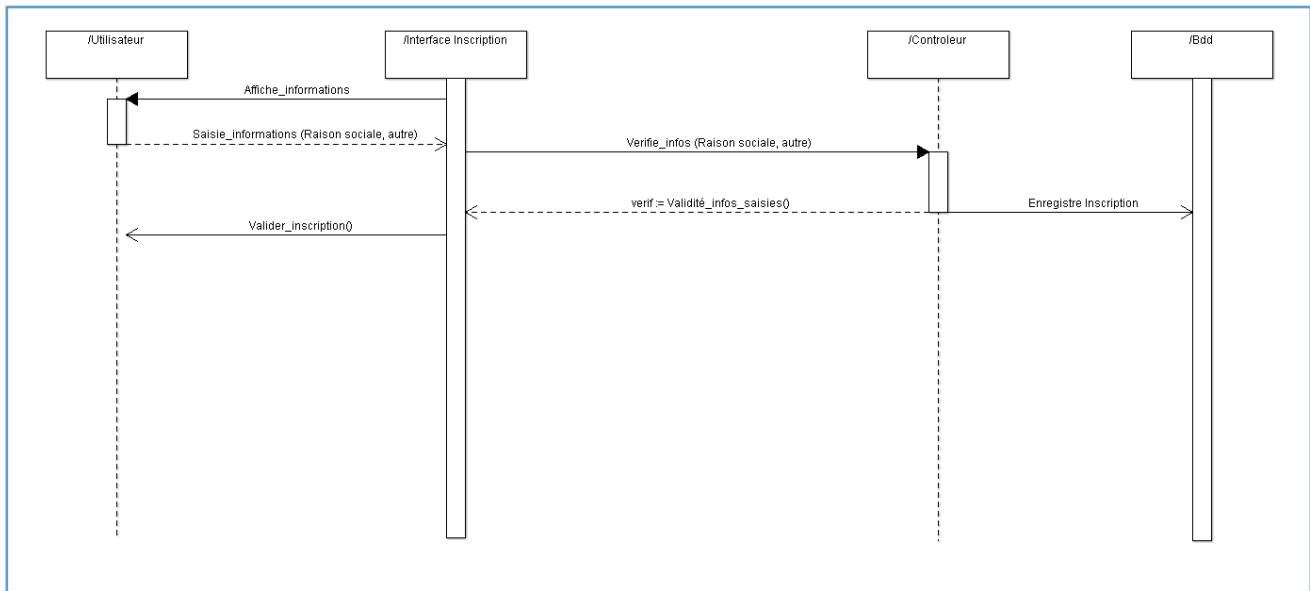 /Utilisateur
/Interface Inscription
/Controleur
/Bdd
Affiche_informations
Saisie_informations (Raison sociale, autre)
Verifie_infos (Raison sociale, autre)
verif := Validité_infos_saisies()
Enregistre Inscription
Valider_inscription()